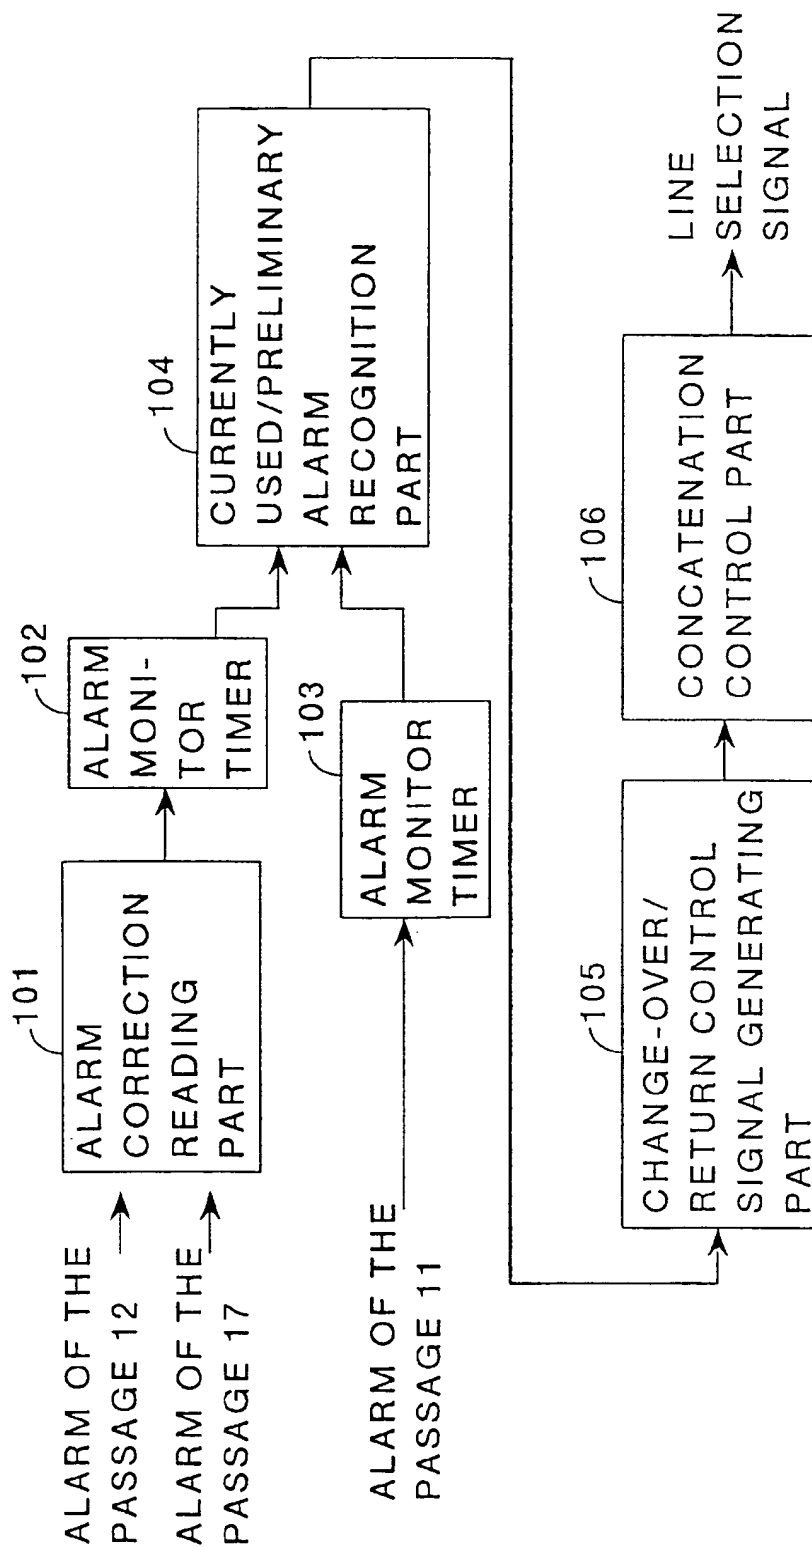 ALARM OF THE
PASSAGE 12
ALARM OF THE
PASSAGE 17
101
ALARM
CORRECTION
READING
PART
102
ALARM
MONI-
TOR
TIMER
ALARM OF THE
PASSAGE 11
103
ALARM
MONITOR
TIMER
104
CURRENTLY
USED/PRELIMINARY
ALARM
RECOGNITION
PART
105
CHANGE-OVER/
RETURN CONTROL
SIGNAL GENERATING
PART
106
CONCATENATION
CONTROL PART
LINE
SELECTION
SIGNAL